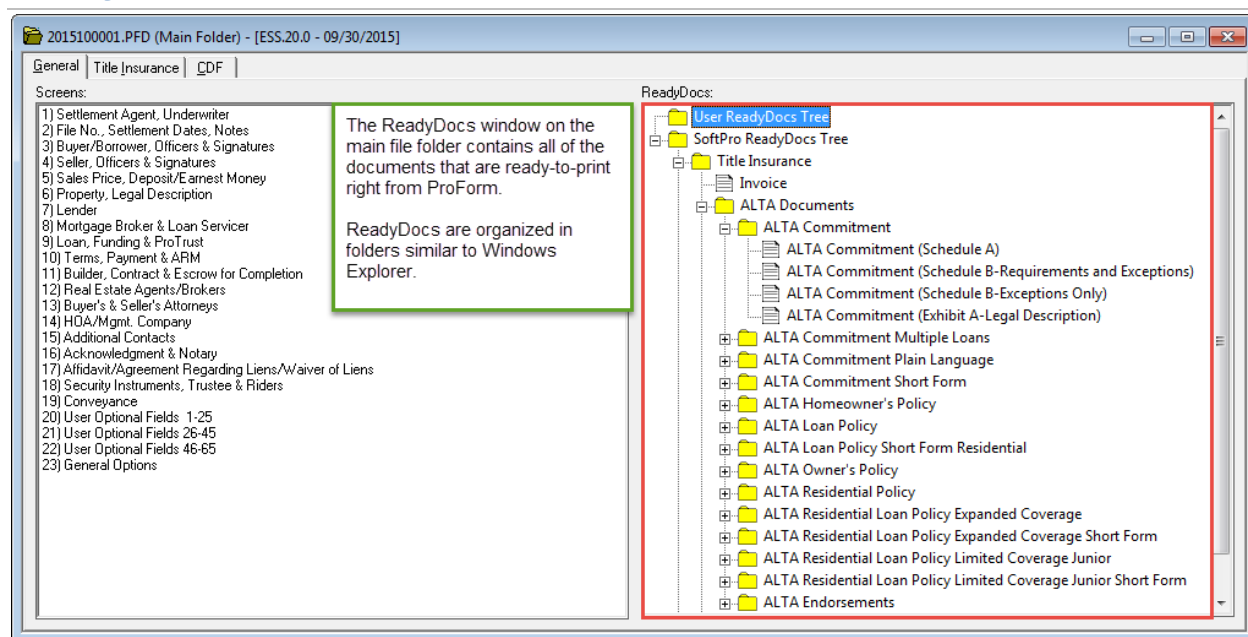 2015100001.PFD (Main Folder) - [ESS.20.0 - 09/30/2015]
General
Title Insurance
CDF
Screens:
1) Settlement Agent, Underwriter
2) File No., Settlement Dates, Notes
3) Buyer/Borrower, Officers & Signatures
4) Seller, Officers & Signatures
5) Sales Price, Deposit/Earnest Money
6) Property, Legal Description
7) Lender
8) Mortgage Broker & Loan Servicer
9) Loan, Funding & ProTrust
10) Terms, Payment & ARM
11) Builder, Contract & Escrow for Completion
12) Real Estate Agents/Brokers
13) Buyer's & Seller's Attorneys
14) HOA/Mgmt. Company
15) Additional Contacts
16) Acknowledgment & Notary
17) Affidavit/Agreement Regarding Liens/Waiver of Liens
18) Security Instruments, Trustee & Riders
19) Conveyance
20) User Optional Fields 1-25
21) User Optional Fields 26-45
22) User Optional Fields 46-65
23) General Options
The ReadyDocs window on the
main file folder contains all of the
documents that are ready-to-print
right from ProForm.
ReadyDocs are organized in
folders similar to Windows
Explorer.
ReadyDocs:
User ReadyDocs Tree
SoftPro ReadyDocs Tree
Title Insurance
Invoice
ALTA Documents
ALTA Commitment
ALTA Commitment (Schedule A)
ALTA Commitment (Schedule B-Requirements and Exceptions)
ALTA Commitment (Schedule B-Exceptions Only)
ALTA Commitment (Exhibit A-Legal Description)
ALTA Commitment Multiple Loans
ALTA Commitment Plain Language
ALTA Commitment Short Form
ALTA Homeowner's Policy
ALTA Loan Policy
ALTA Loan Policy Short Form Residential
ALTA Owner's Policy
ALTA Residential Policy
ALTA Residential Loan Policy Expanded Coverage
ALTA Residential Loan Policy Expanded Coverage Short Form
ALTA Residential Loan Policy Limited Coverage Junior
ALTA Residential Loan Policy Limited Coverage Junior Short Form
ALTA Endorsements